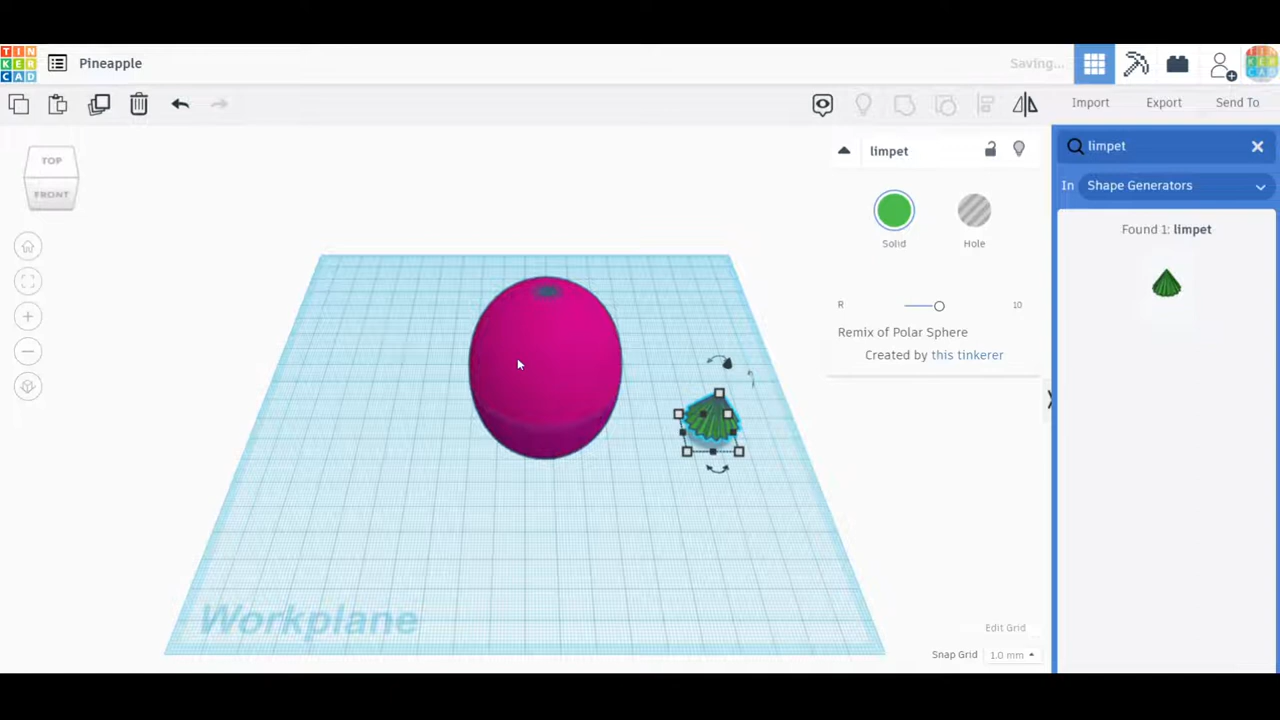 TIN
KER
CAD
Pineapple
Saving...
Import
Export
Send To
TOP
FRONT
limpet
Solid
Hole
R
10
Remix of Polar Sphere
Created by this tinkerer
limpet
In
Shape Generators
Found 1: limpet
Workplane
Edit Grid
Snap Grid
1.0 mm